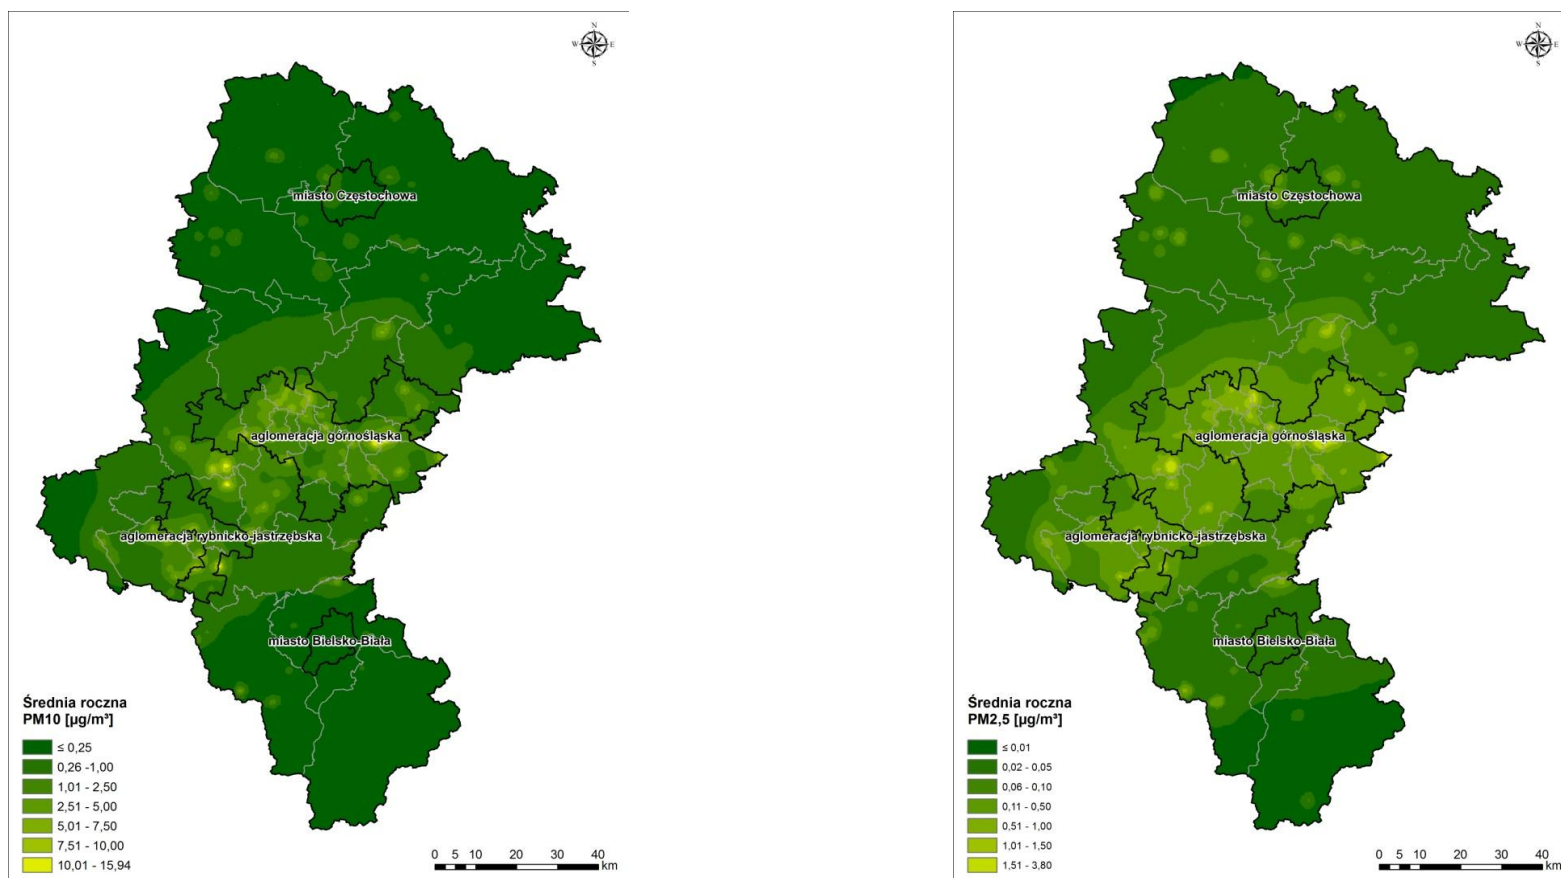 N
W E
S
miasto Częstochowa
aglomeracja górnośląska
aglomeracja rybnicko-jastrzębska
miasto Bielsko-Biała
Średnia roczna
PM10 [µg/m³]
≤ 0,25
0,26 -1,00
1,01 - 2,50
2,51 - 5,00
5,01 - 7,50
7,51 - 10,00
10,01 - 15,94
0 5 10 20 30 40
km
N
W E
S
miasto Częstochowa
aglomeracja górnośląska
aglomeracja rybnicko-jastrzębska
miasto Bielsko-Biała
Średnia roczna
PM2,5 [µg/m³]
≤ 0,01
0,02 - 0,05
0,06 - 0,10
0,11 - 0,50
0,51 - 1,00
1,01 - 1,50
1,51 - 3,80
0 5 10 20 30 40
km